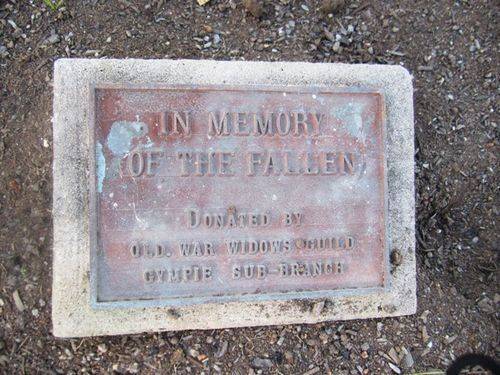 IN MEMORY
OF THE FALLEN
DONATED BY
QLD. WAR WIDOWS' GUILD
GYMPIE SUB-BRANCH